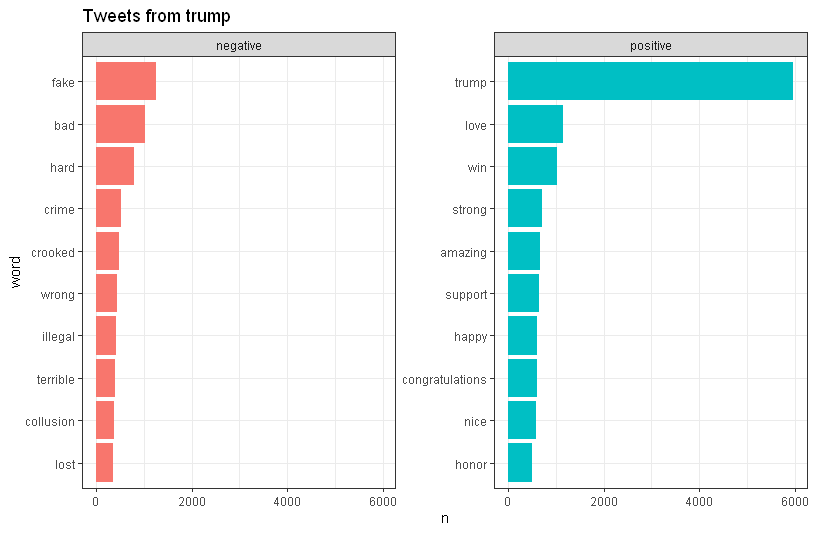 Tweets from trump
negative
positive
word
fake
bad
hard
crime
crooked
wrong
illegal
terrible
collusion
lost
0 2000 4000 6000
trump
love
win
strong
amazing
support
happy
congratulations
nice
honor
0 2000 4000 6000
n